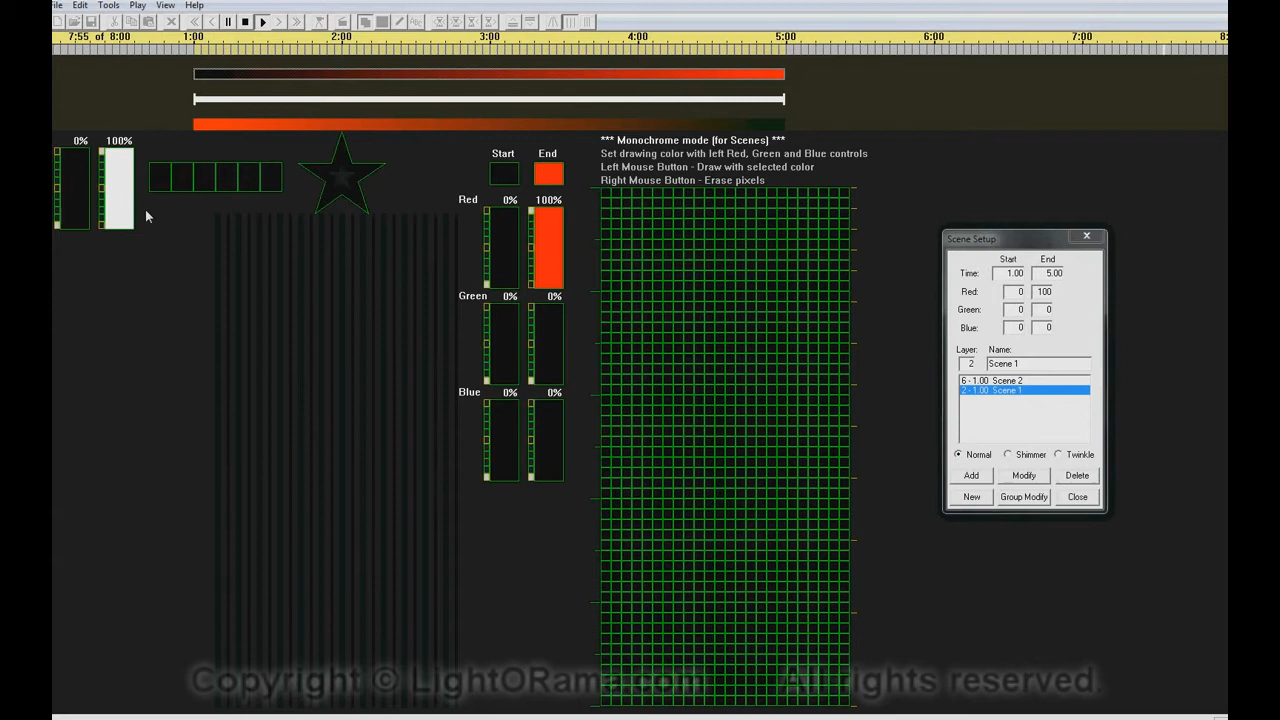 ile Edit Tools Play View Help
7:55 of 8:00 1:00 2:00 3:00 4:00 5:00 6:00 7:00 8:
0% 100%
*** Monochrome mode (for Scenes) ***
Start End
Set drawing color with left Red, Green and Blue controls
Left Mouse Button - Draw with selected color
Right Mouse Button - Erase pixels
Red 0% 100%
Green 0% 0%
Blue 0% 0%
Scene Setup
Start End
Time: 1.00 5.00
Red: 0 100
Green: 0 0
Blue: 0 0
Layer: Name:
2 Scene 1
6 - 1.00 Scene 2
2 - 1.00 Scene 1
Normal Shimmer Twinkle
Add Modify Delete
New Group Modify Close
Copyright © LightORama.com All rights reserved.